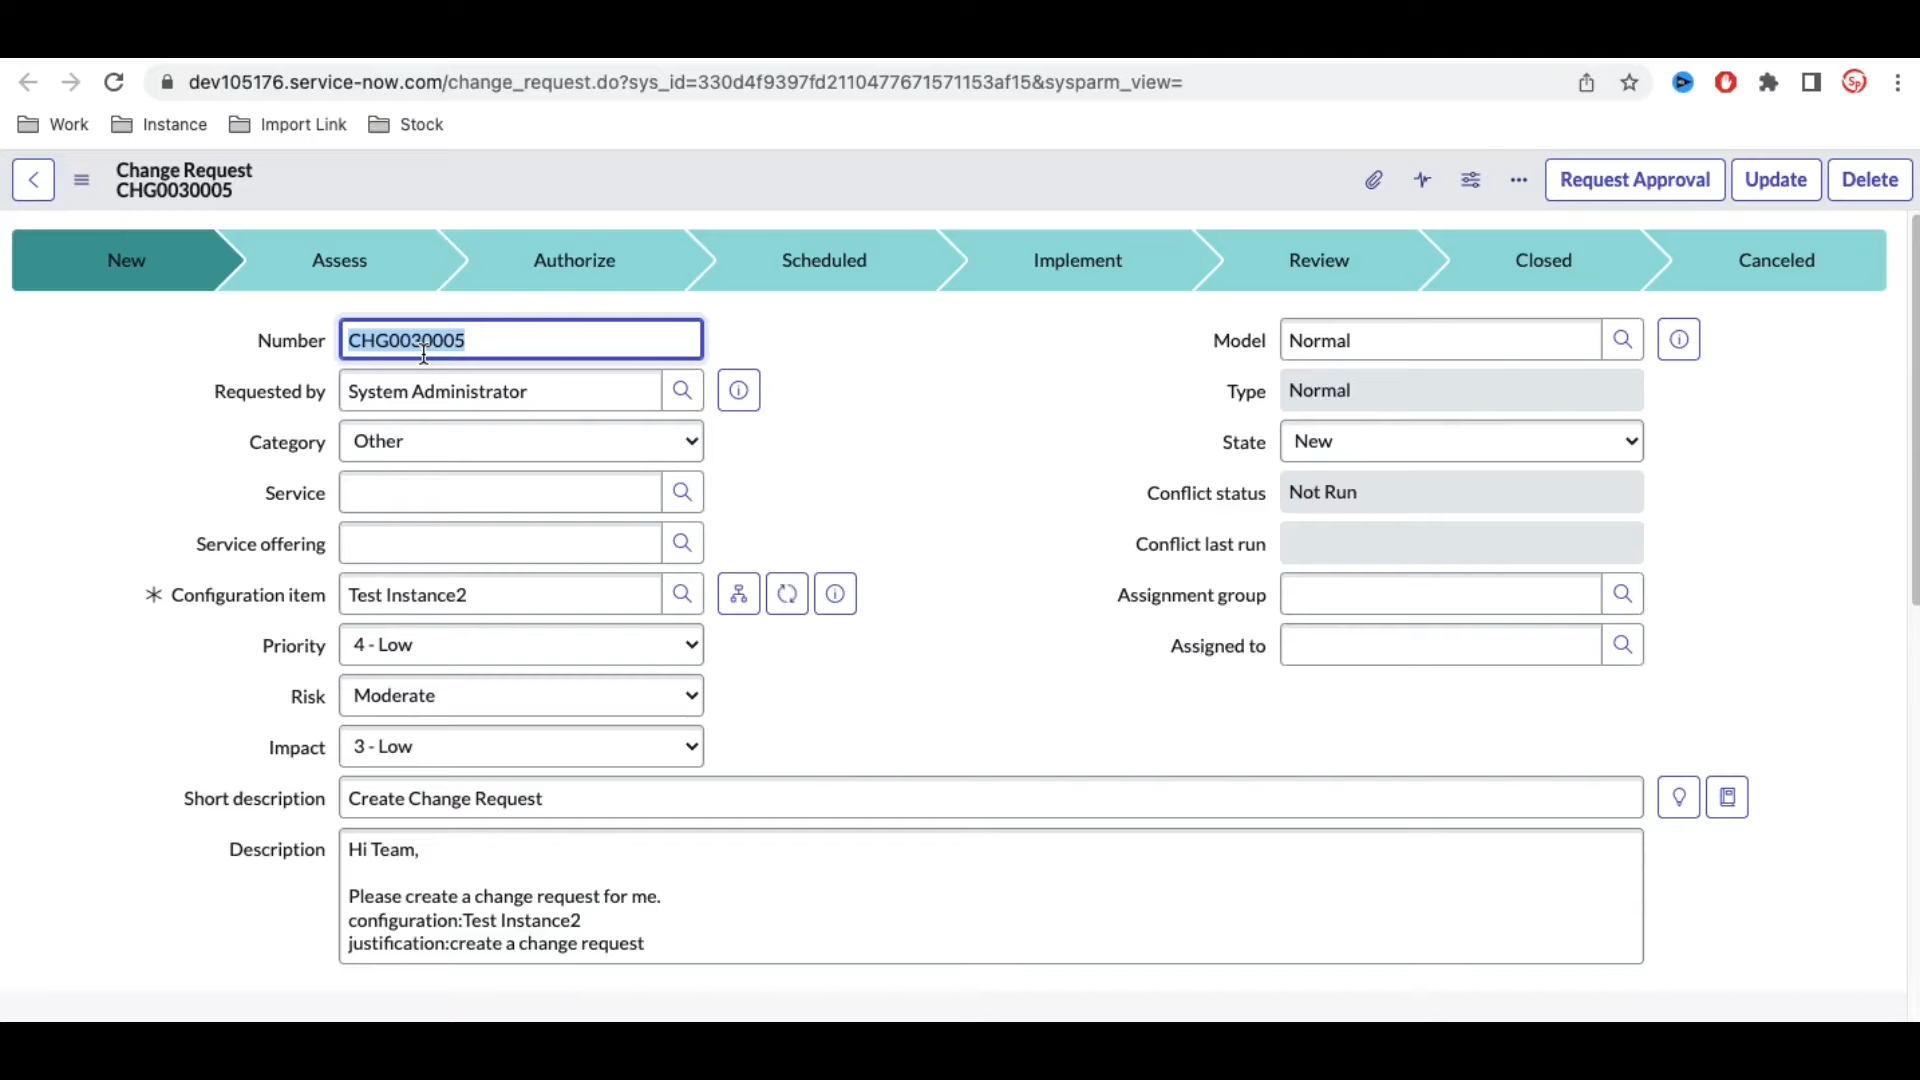 dev105176.service-now.com/change_request.do?sys_id=330d4f9397fd2110477671571153af15&sysparm_view=
Sp
Work Instance Import Link Stock
Change Request
CHG0030005
Request Approval Update Delete
New Assess Authorize Scheduled Implement Review Closed Canceled
Number CHG0030005 Model Normal
Requested by System Administrator Type Normal
Category Other State New
Service Conflict status Not Run
Service offering Conflict last run
Configuration item Test Instance2 Assignment group
Priority 4 - Low Assigned to
Risk Moderate
Impact 3 - Low
Short description Create Change Request
Description Hi Team,
Please create a change request for me.
configuration:Test Instance2
justification:create a change request